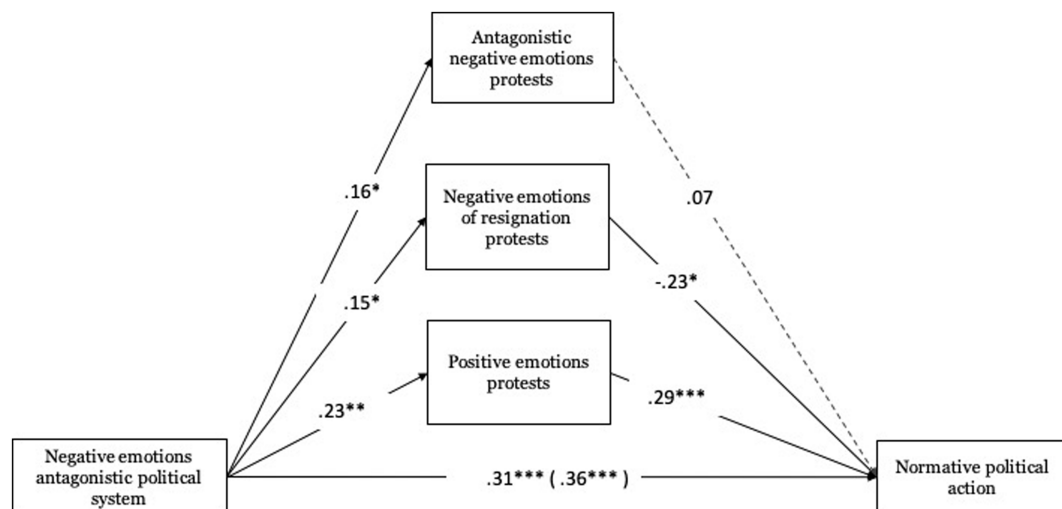 Antagonistic
negative emotions
protests
.16*
.07
Negative emotions
of resignation
protests
.15*
-.23*
Positive emotions
protests
.23**
.29***
Negative emotions
antagonistic political
system
.31*** ( .36*** )
Normative political
action